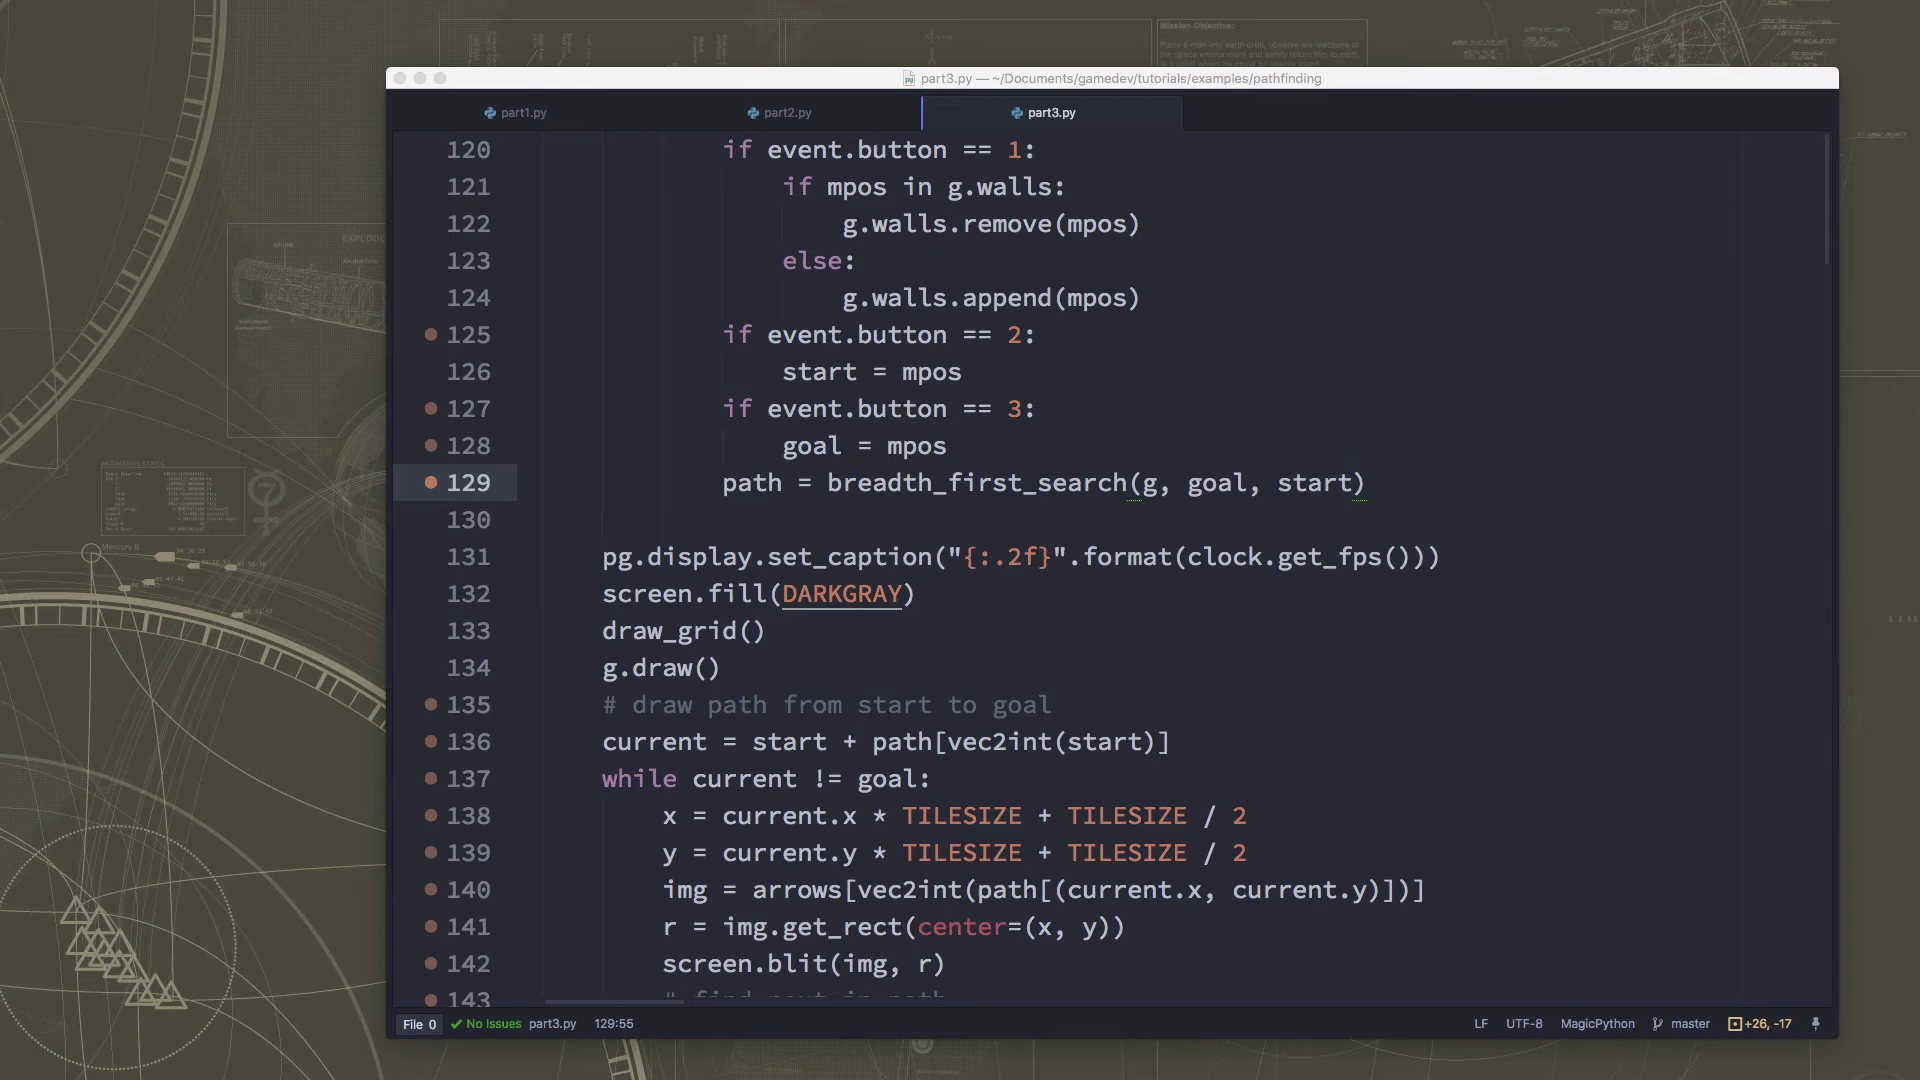 Mission Objective:
part3.py — ~/Documents/gamedev/tutorials/examples/pathfinding
part1.py
part2.py
part3.py
120 if event.button == 1:
121 if mpos in g.walls:
122 g.walls.remove(mpos)
123 else:
124 g.walls.append(mpos)
125 if event.button == 2:
126 start = mpos
127 if event.button == 3:
128 goal = mpos
129 path = breadth_first_search(g, goal, start)
130
131 pg.display.set_caption("{:.2f}".format(clock.get_fps()))
132 screen.fill(DARKGRAY)
133 draw_grid()
134 g.draw()
135 # draw path from start to goal
136 current = start + path[vec2int(start)]
137 while current != goal:
138 x = current.x * TILESIZE + TILESIZE / 2
139 y = current.y * TILESIZE + TILESIZE / 2
140 img = arrows[vec2int(path[(current.x, current.y)])]
141 r = img.get_rect(center=(x, y))
142 screen.blit(img, r)
143 # find next in path
File 0 No Issues part3.py 129:55 LF UTF-8 MagicPython master +26, -17